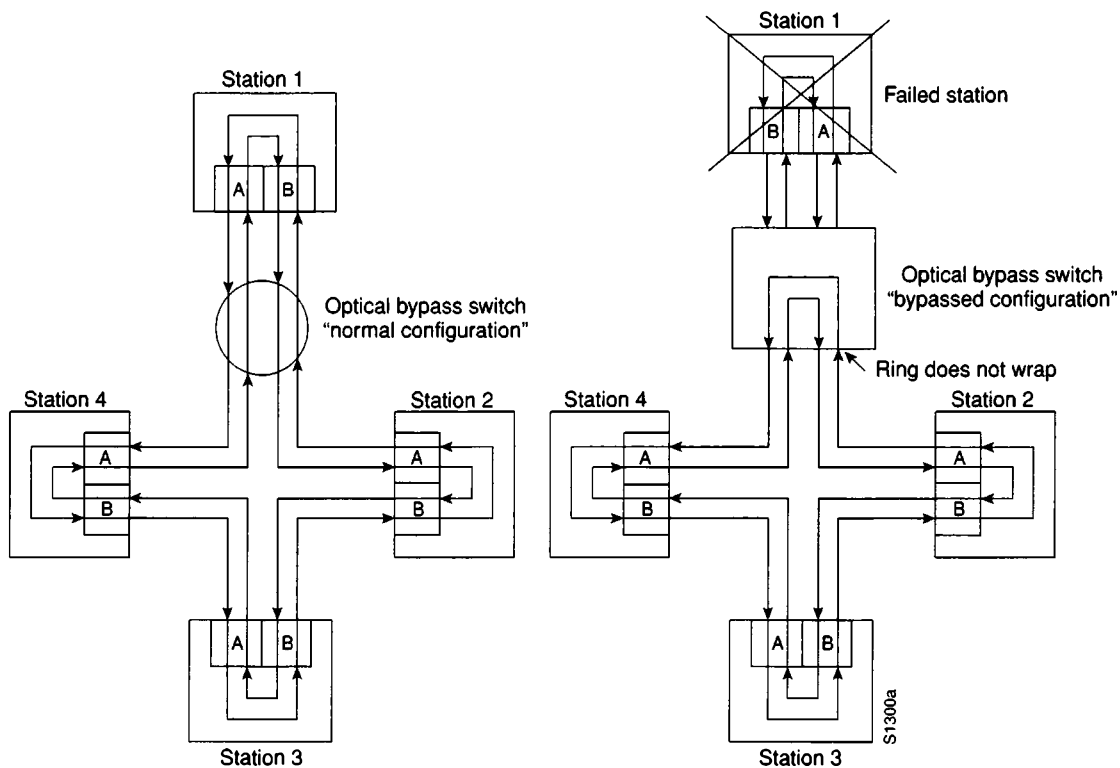 Station 1
A B
Optical bypass switch
“normal configuration”
Station 4
A
B
Station 2
A
B
A B
Station 3
Station 1
Failed station
B A
Optical bypass switch
“bypassed configuration”
Ring does not wrap
Station 4
A
B
Station 2
A
B
A B
Station 3
S1300a